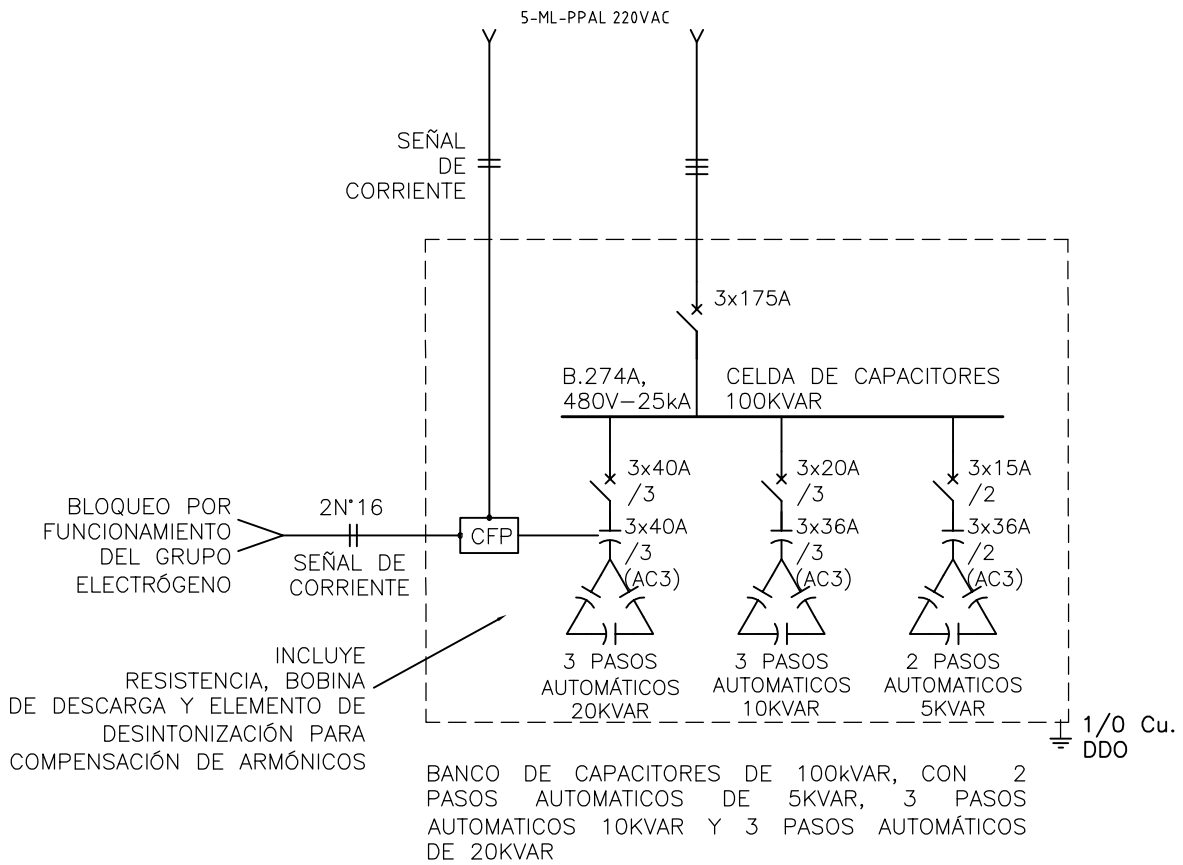 5-ML-PPAL 220VAC
SEÑAL
DE
CORRIENTE
3x175A
B.274A,
480V-25kA
CELDA DE CAPACITORES
100KVAR
3x40A
/3
3x20A
/3
3x15A
/2
BLOQUEO POR
FUNCIONAMIENTO
DEL GRUPO
ELECTRÓGENO
2N°16
SEÑAL DE
CORRIENTE
CFP
3x40A
/3
(AC3)
3x36A
/3
(AC3)
3x36A
/2
(AC3)
INCLUYE
RESISTENCIA, BOBINA
DE DESCARGA Y ELEMENTO DE
DESINTONIZACIÓN PARA
COMPENSACIÓN DE ARMÓNICOS
3 PASOS
AUTOMÁTICOS
20KVAR
3 PASOS
AUTOMATICOS
10KVAR
2 PASOS
AUTOMATICOS
5KVAR
1/0 Cu.
DDO
BANCO DE CAPACITORES DE 100kVAR, CON 2
PASOS AUTOMATICOS DE 5KVAR, 3 PASOS
AUTOMATICOS 10KVAR Y 3 PASOS AUTOMÁTICOS
DE 20KVAR